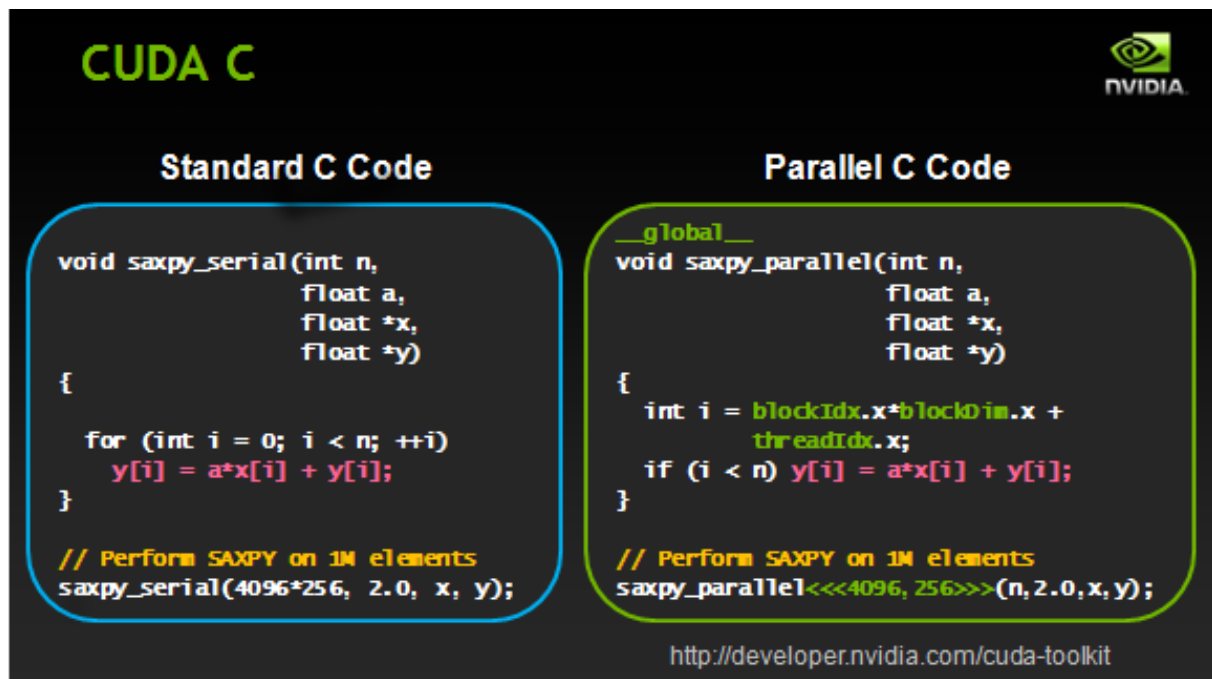 CUDA C
NVIDIA.
Standard C Code
void saxpy_serial(int n,
float a,
float *x,
float *y)
{
for (int i = 0; i < n; ++i)
y[i] = a*x[i] + y[i];
}
// Perform SAXPY on 1M elements
saxpy_serial(4096*256, 2.0, x, y);
Parallel C Code
__global__
void saxpy_parallel(int n,
float a,
float *x,
float *y)
{
int i = blockIdx.x*blockDim.x +
threadIdx.x;
if (i < n) y[i] = a*x[i] + y[i];
}
// Perform SAXPY on 1M elements
saxpy_parallel<<<4096,256>>>(n,2.0,x,y);
http://developer.nvidia.com/cuda-toolkit